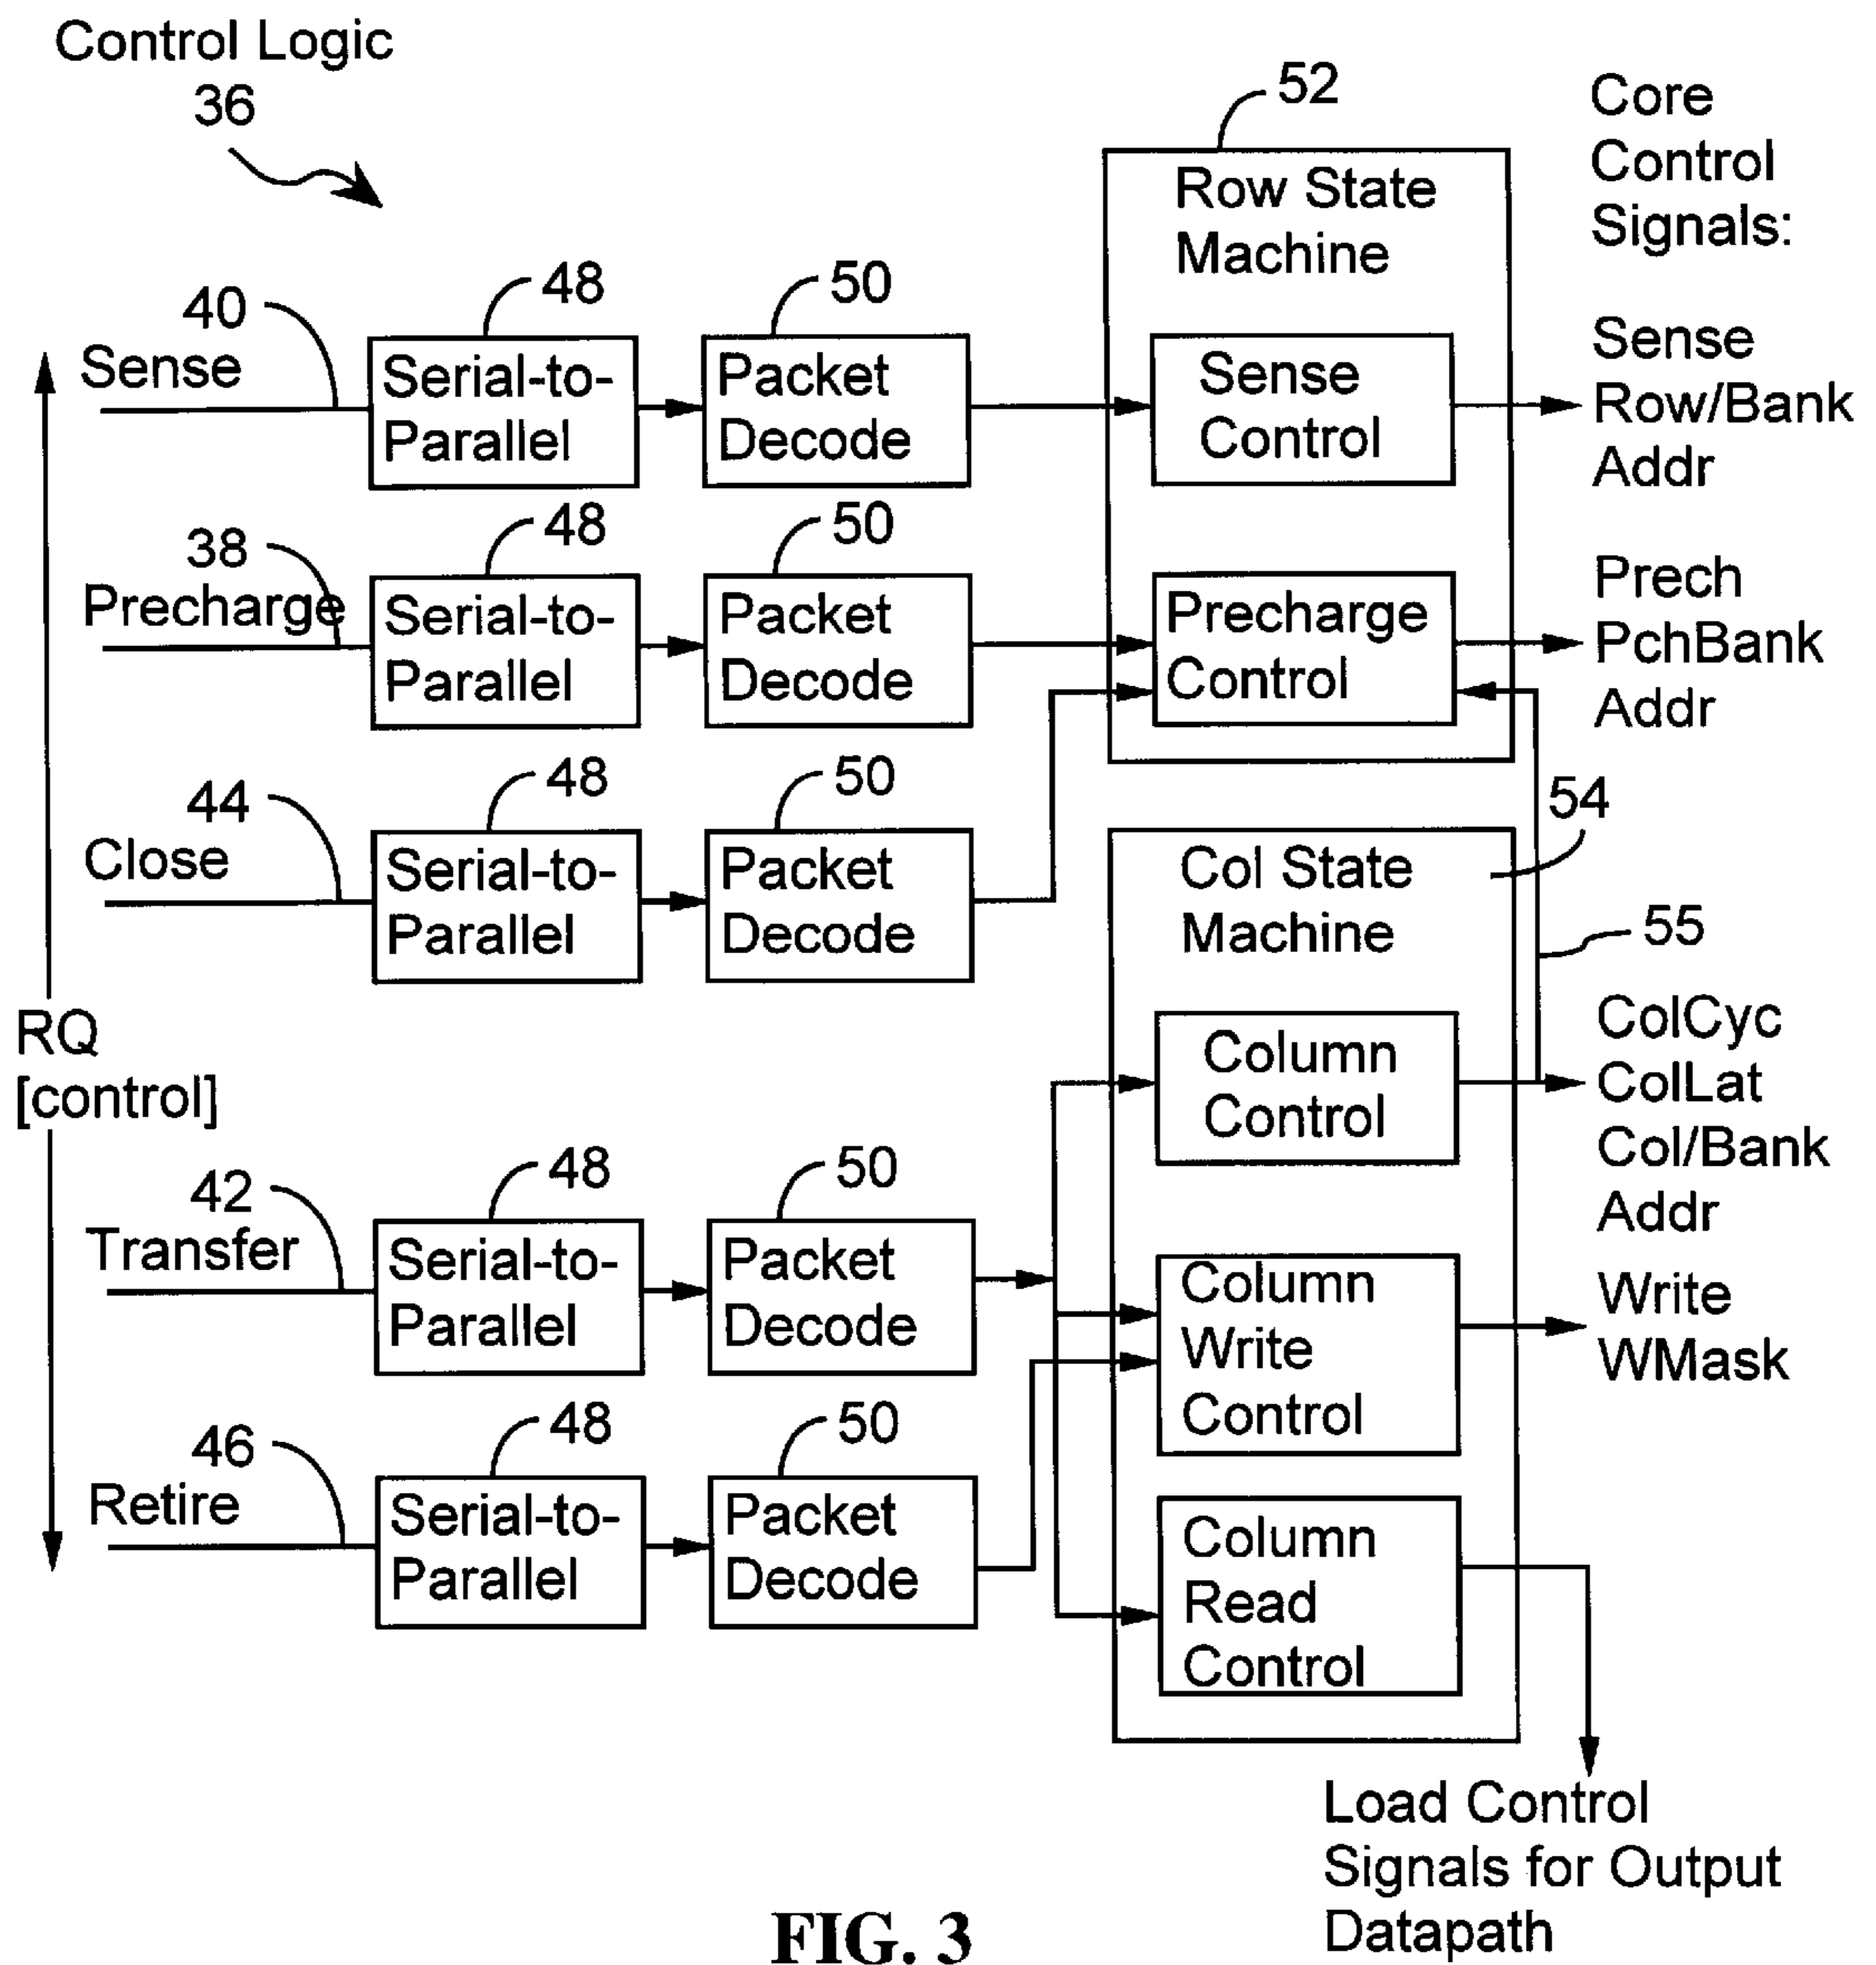 Control Logic
36
52
Core
Control
Signals:
Row State
Machine
40
Sense
48
Serial-to-
Parallel
50
Packet
Decode
Sense
Control
Sense
Row/Bank
Addr
38
Precharge
48
Serial-to-
Parallel
50
Packet
Decode
Precharge
Control
Prech
PchBank
Addr
44
Close
48
Serial-to-
Parallel
50
Packet
Decode
54
Col State
Machine
55
RQ
[control]
Column
Control
ColCyc
ColLat
Col/Bank
Addr
42
Transfer
48
Serial-to-
Parallel
50
Packet
Decode
Column
Write
Control
Write
WMask
46
Retire
48
Serial-to-
Parallel
50
Packet
Decode
Column
Read
Control
Load Control
Signals for Output
Datapath
FIG. 3